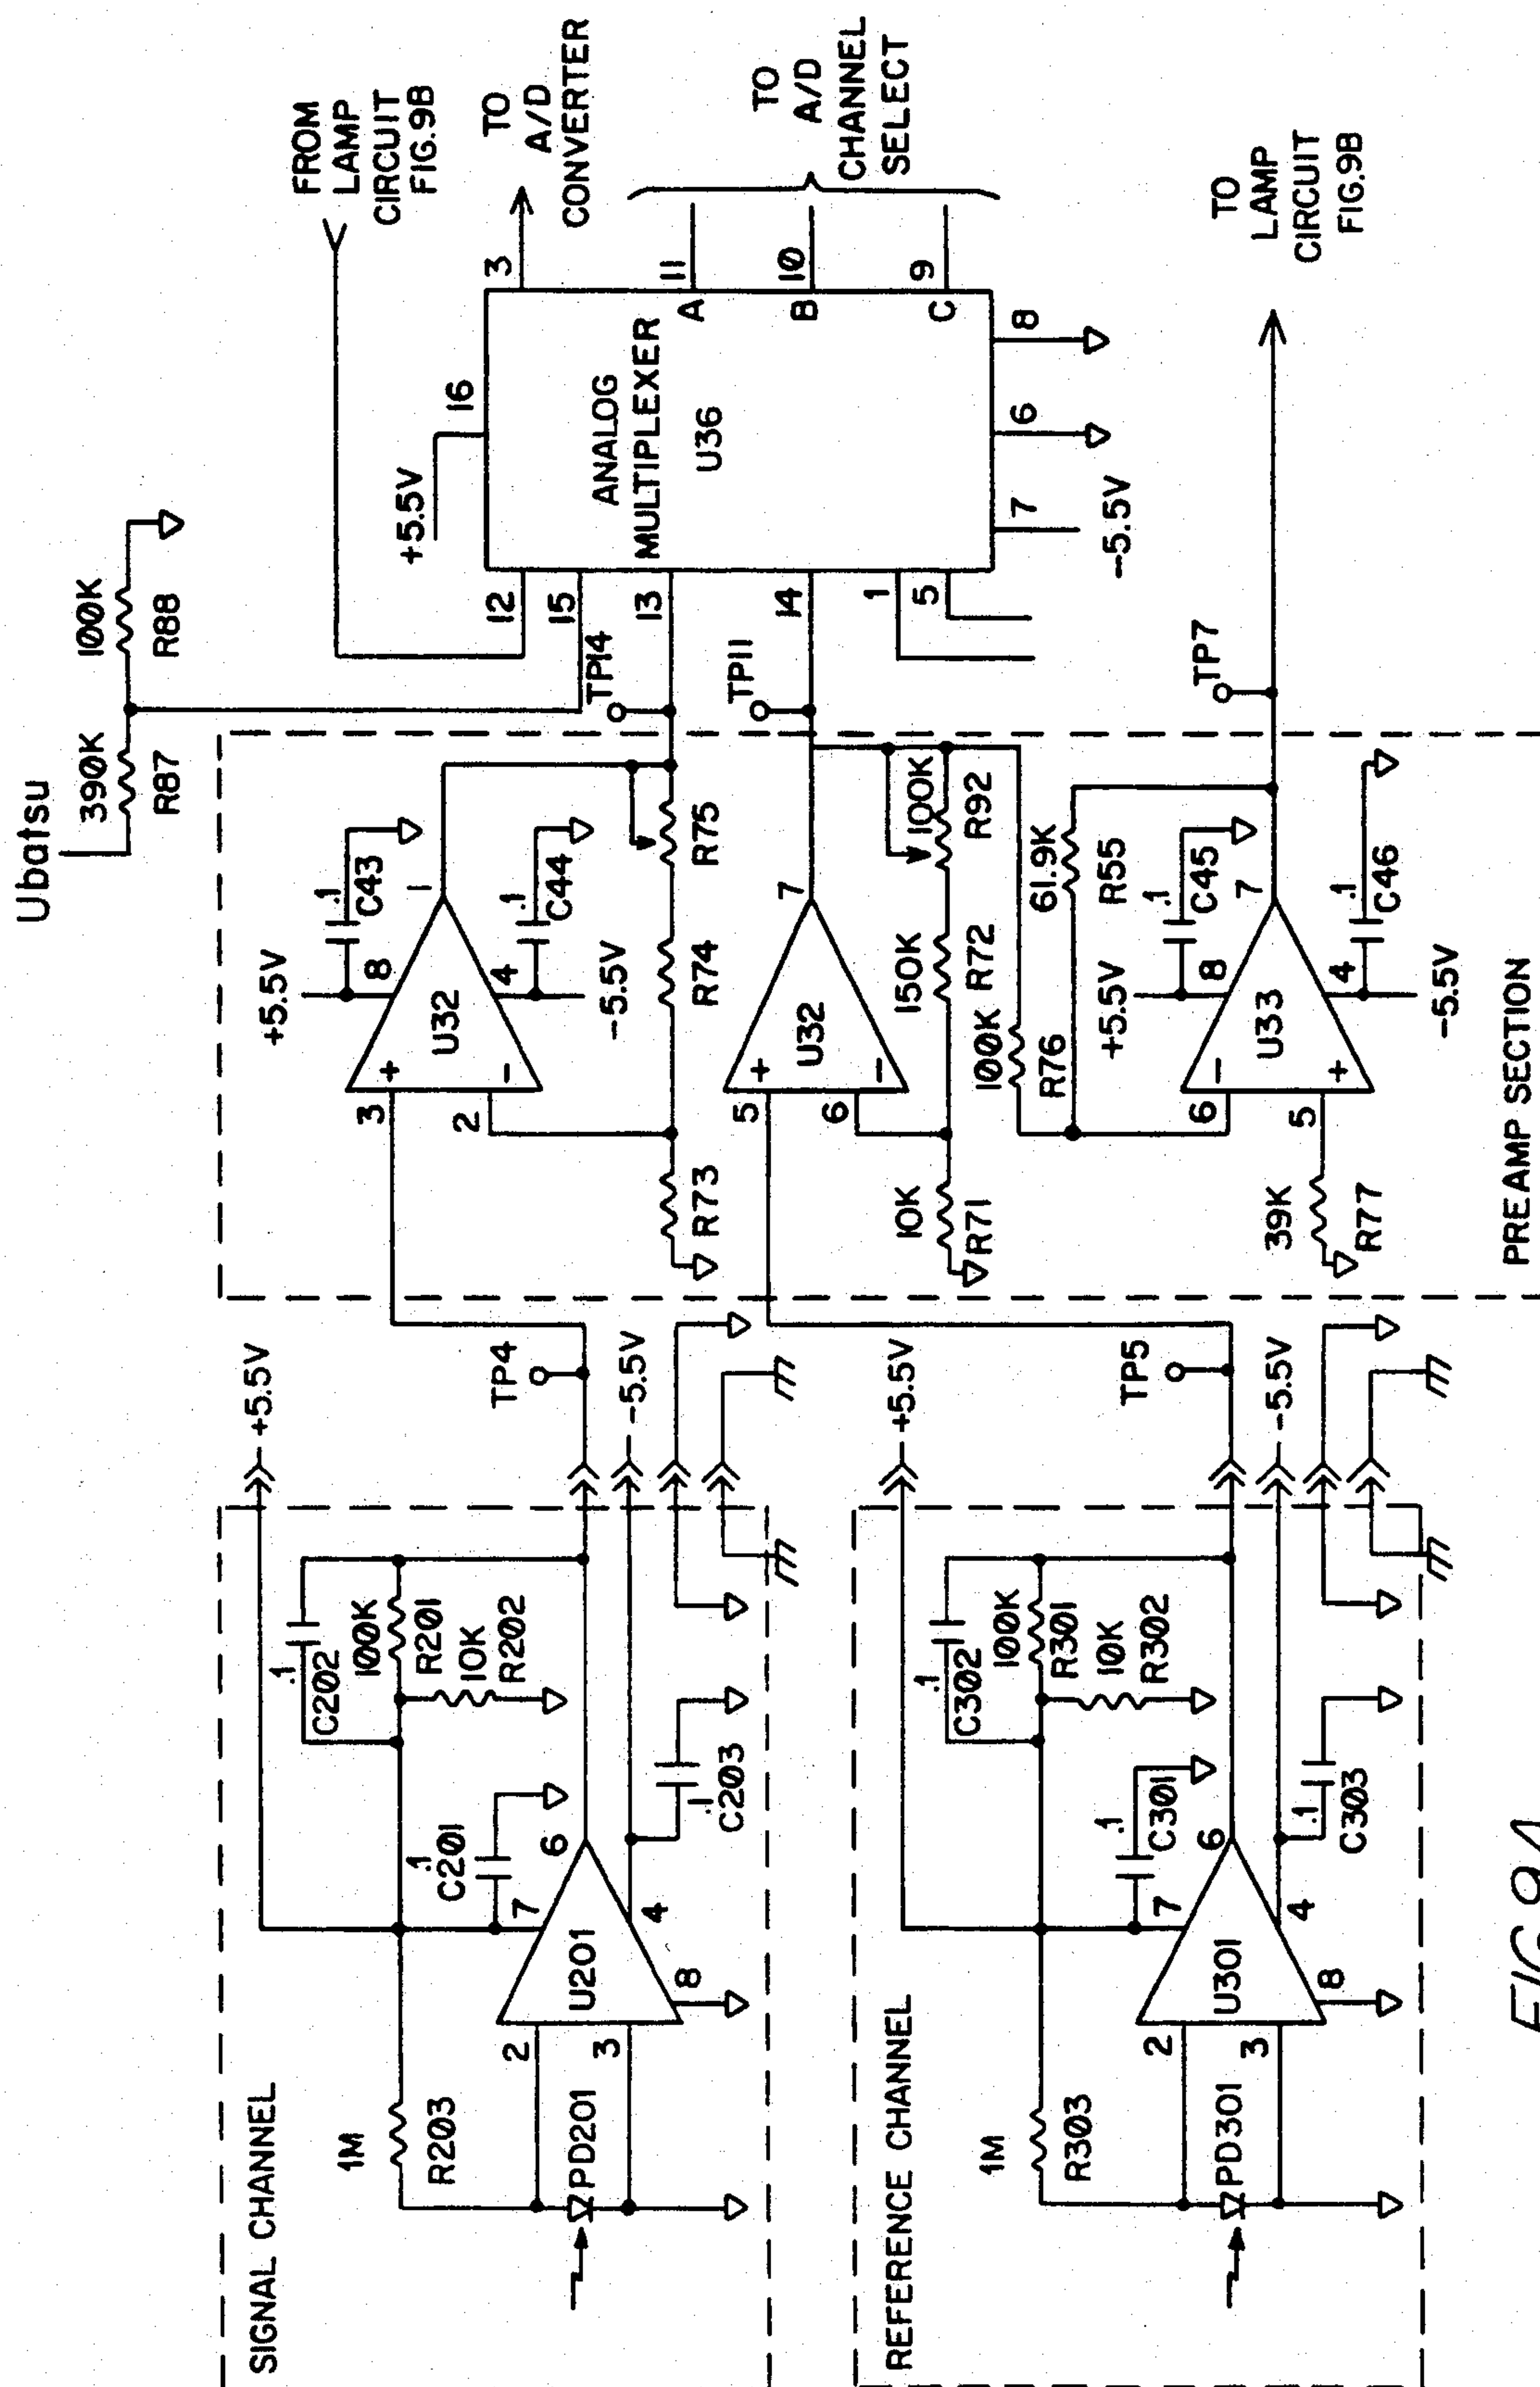 Ubatsu
390K
R87
100K
R88
FROM
LAMP
CIRCUIT
FIG.9B
TO
A/D
CONVERTER
TO
A/D
CHANNEL
SELECT
TO
LAMP
CIRCUIT
FIG.9B
SIGNAL CHANNEL
1M
R203
PD201
2
3
U201
7
6
4
8
.1
C201
.1
C202
100K
R201
10K
R202
.1
C203
+5.5V
TP4
-5.5V
REFERENCE CHANNEL
1M
R303
PD301
2
3
U301
7
6
4
8
.1
C301
.1
C302
100K
R301
10K
R302
.1
C303
+5.5V
TP5
-5.5V
+5.5V
.1
C43
3
2
+
-
U32
8
1
4
.1
C44
-5.5V
R73
R74
R75
TP14
5
6
+
-
U32
7
TP11
10K
R71
150K
R72
100K
R92
100K
R76
61.9K
R55
+5.5V
.1
C45
6
5
-
+
U33
8
7
4
.1
C46
-5.5V
39K
R77
TP7
PREAMP SECTION
+5.5V
16
12
15
13
14
1
5
ANALOG
MULTIPLEXER
U36
3
11
A
10
B
9
C
7
6
8
-5.5V